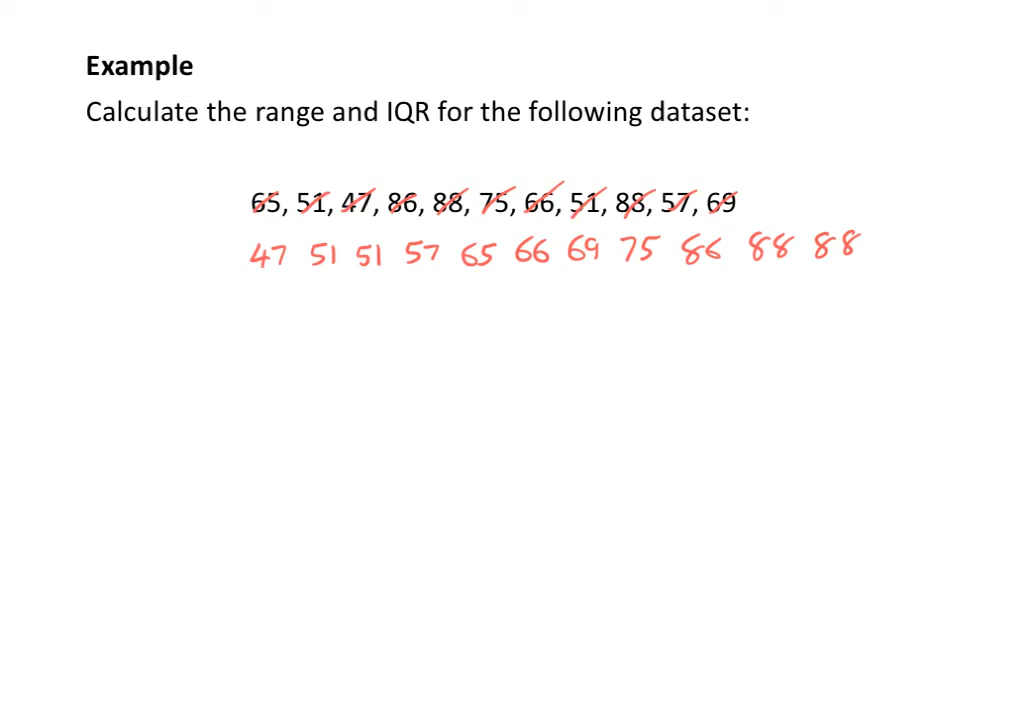 Example
Calculate the range and IQR for the following dataset:
65, 51, 47, 86, 88, 75, 66, 51, 88, 57, 69
47 51 51 57 65 66 69 75 86 88 88